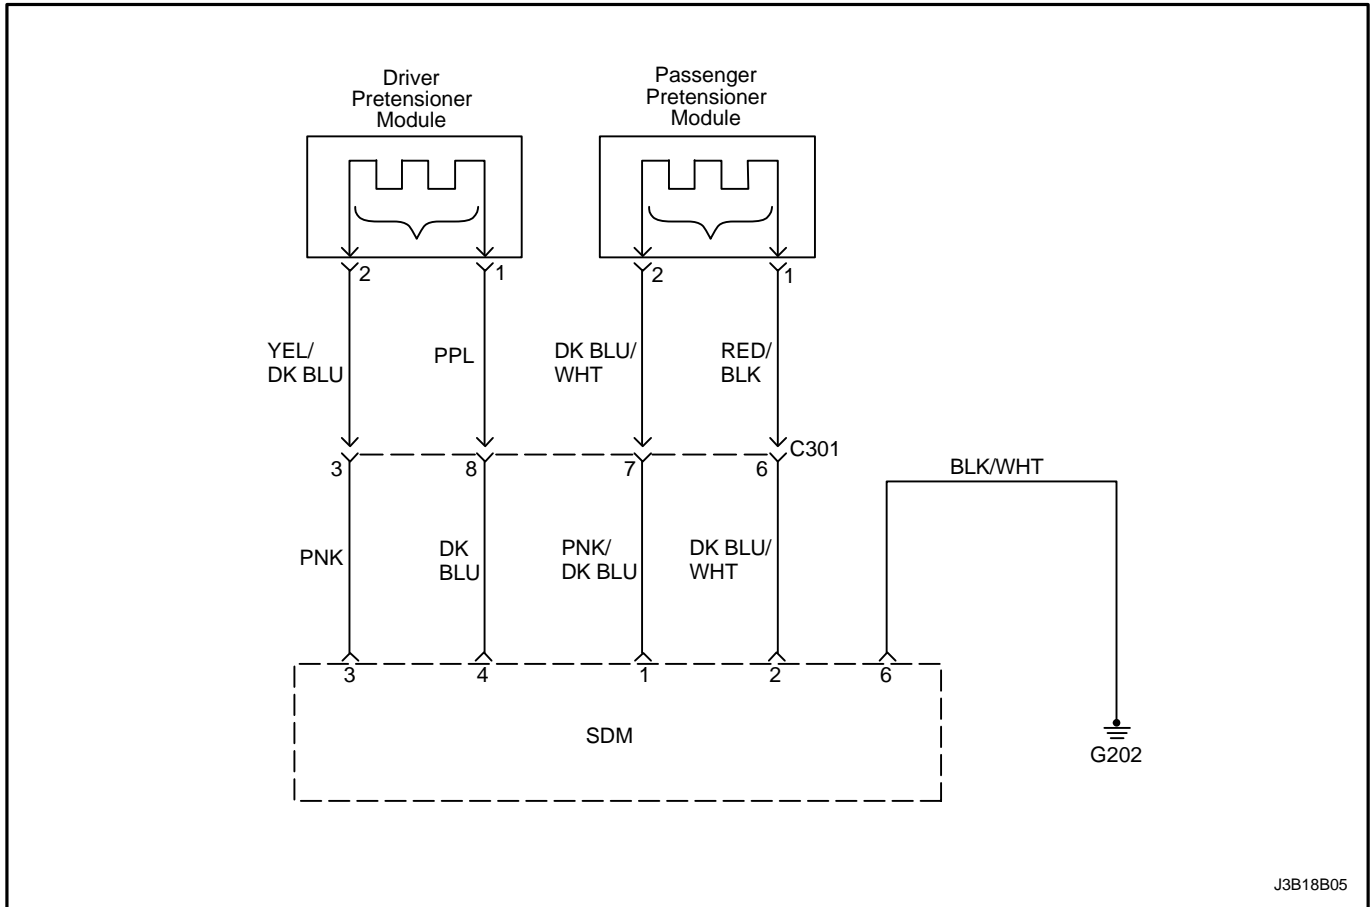 Driver
Pretensioner
Module
Passenger
Pretensioner
Module
2
1
2
1
YEL/
DK BLU
PPL
DK BLU/
WHT
RED/
BLK
C301
3
8
7
6
BLK/WHT
PNK
DK
BLU
PNK/
DK BLU
DK BLU/
WHT
3
4
1
2
6
SDM
G202
J3B18B05